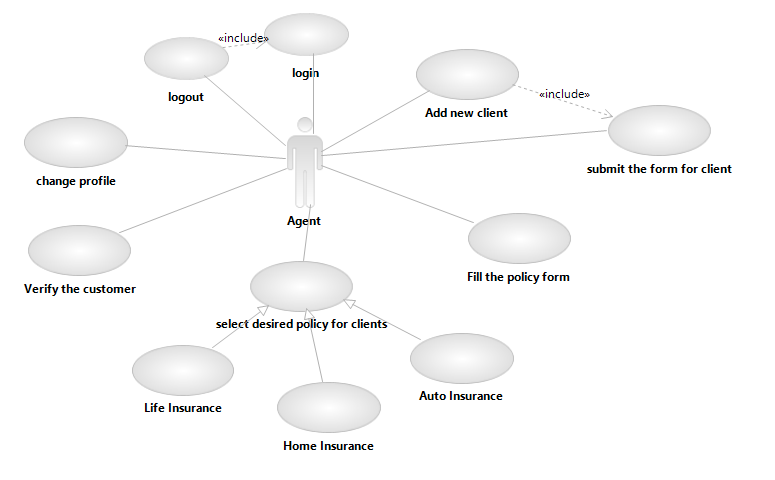 «include»
login
logout
Add new client
«include»
submit the form for client
change profile
Agent
Verify the customer
Fill the policy form
select desired policy for clients
Life Insurance
Auto Insurance
Home Insurance